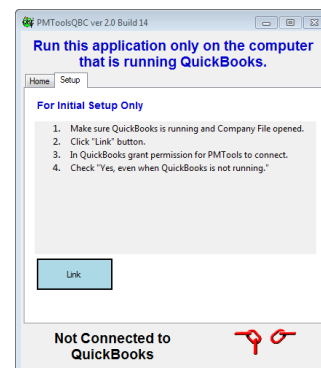 PMToolsQBC ver 2.0 Build 14
Run this application only on the computer
that is running QuickBooks.
Home Setup
For Initial Setup Only
1. Make sure QuickBooks is running and Company File opened.
2. Click "Link" button.
3. In QuickBooks grant permission for PMTools to connect.
4. Check "Yes, even when QuickBooks is not running."
Link
Not Connected to
QuickBooks